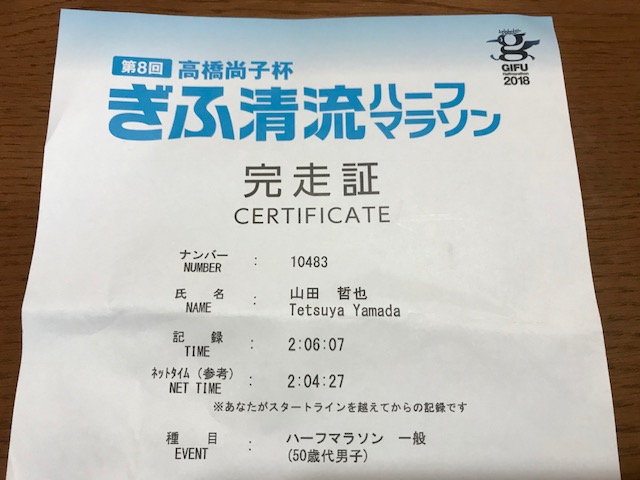 第8回 高橋尚子杯
ぎふ清流ハーフマラソン
GIFU
Halfmarathon
2018
完走証
CERTIFICATE
ナンバー : 10483
NUMBER
氏 名 : 山田 哲也
NAME Tetsuya Yamada
記 録 : 2:06:07
TIME
ネットタイム(参考) : 2:04:27
NET TIME
※あなたがスタートラインを越えてからの記録です
種 目 : ハーフマラソン 一般
EVENT (50歳代男子)